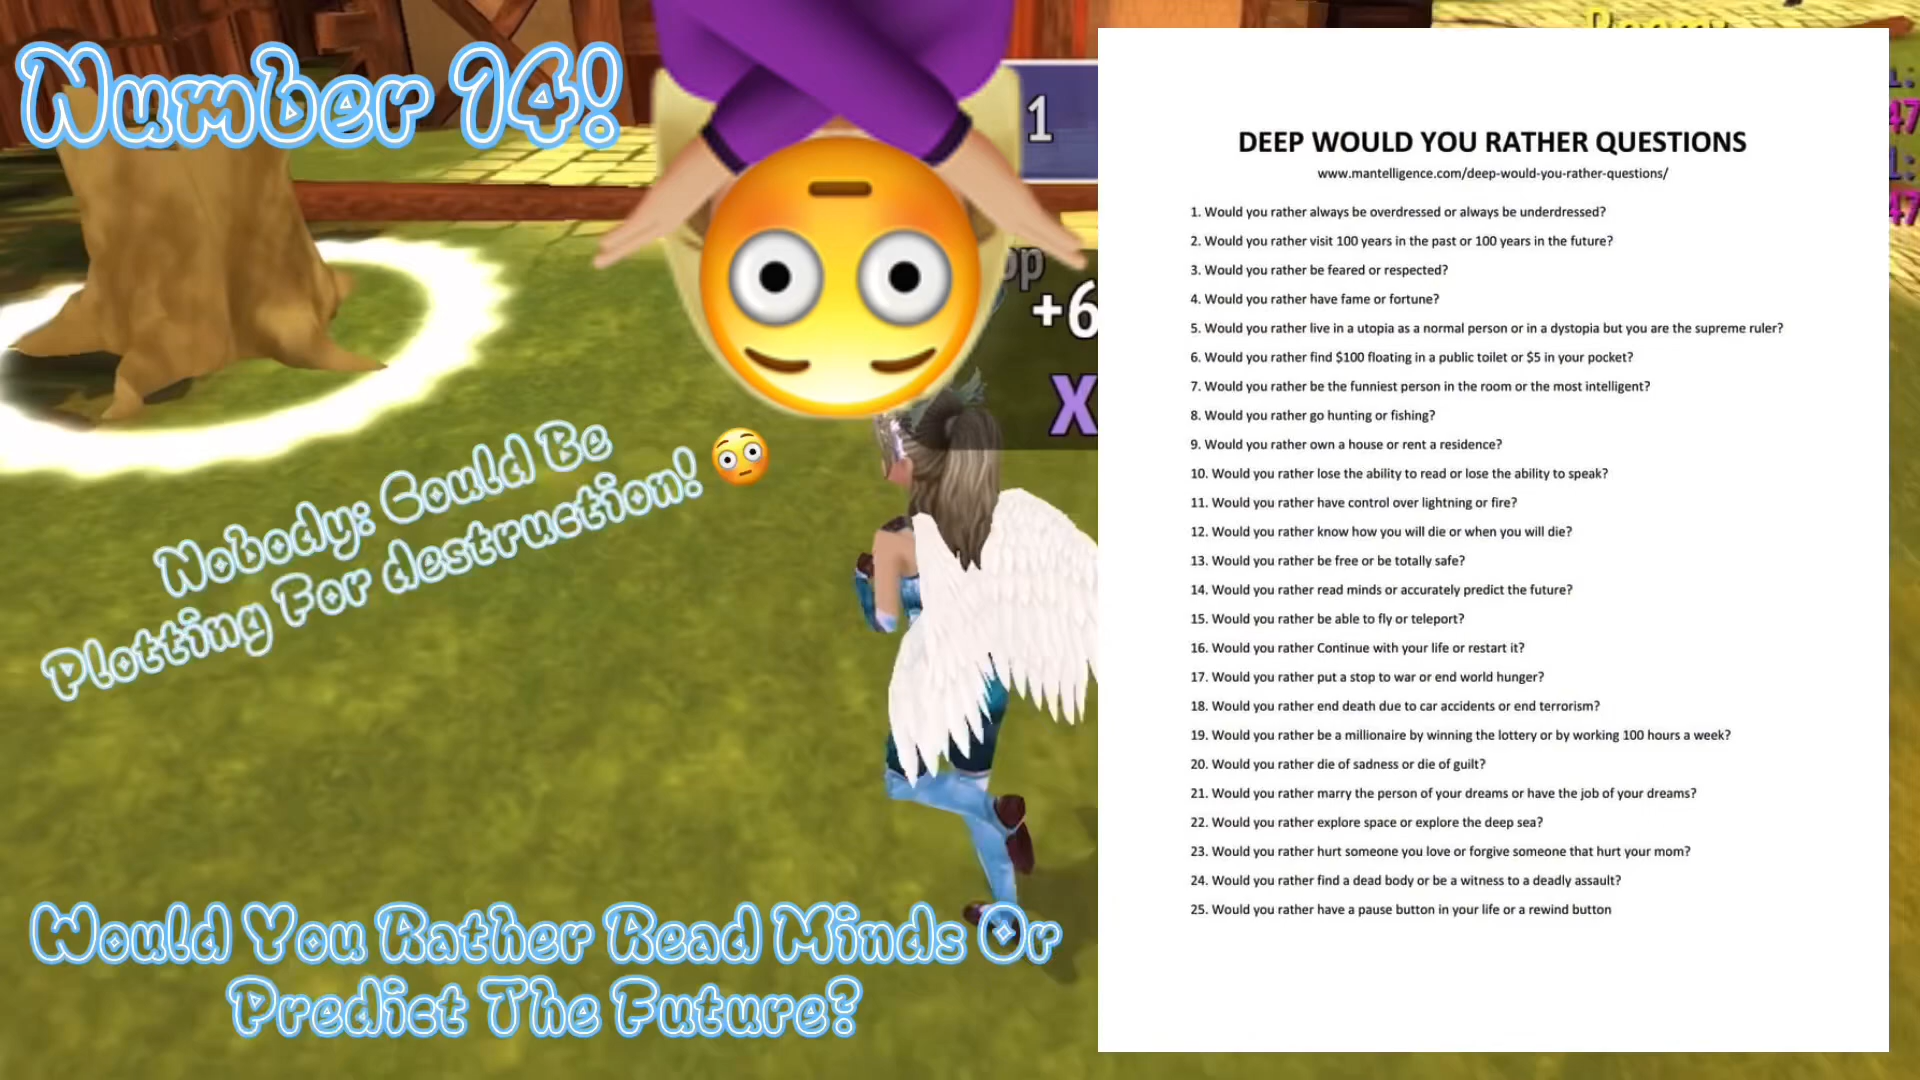 Number 14!
1
+6
X
Nobody: Could Be
Plotting For destruction!
Would You Rather Read Minds Or
Predict The Future?
DEEP WOULD YOU RATHER QUESTIONS
www.mantelligence.com/deep-would-you-rather-questions/
1. Would you rather always be overdressed or always be underdressed?
2. Would you rather visit 100 years in the past or 100 years in the future?
3. Would you rather be feared or respected?
4. Would you rather have fame or fortune?
5. Would you rather live in a utopia as a normal person or in a dystopia but you are the supreme ruler?
6. Would you rather find $100 floating in a public toilet or $5 in your pocket?
7. Would you rather be the funniest person in the room or the most intelligent?
8. Would you rather go hunting or fishing?
9. Would you rather own a house or rent a residence?
10. Would you rather lose the ability to read or lose the ability to speak?
11. Would you rather have control over lightning or fire?
12. Would you rather know how you will die or when you will die?
13. Would you rather be free or be totally safe?
14. Would you rather read minds or accurately predict the future?
15. Would you rather be able to fly or teleport?
16. Would you rather Continue with your life or restart it?
17. Would you rather put a stop to war or end world hunger?
18. Would you rather end death due to car accidents or end terrorism?
19. Would you rather be a millionaire by winning the lottery or by working 100 hours a week?
20. Would you rather die of sadness or die of guilt?
21. Would you rather marry the person of your dreams or have the job of your dreams?
22. Would you rather explore space or explore the deep sea?
23. Would you rather hurt someone you love or forgive someone that hurt your mom?
24. Would you rather find a dead body or be a witness to a deadly assault?
25. Would you rather have a pause button in your life or a rewind button